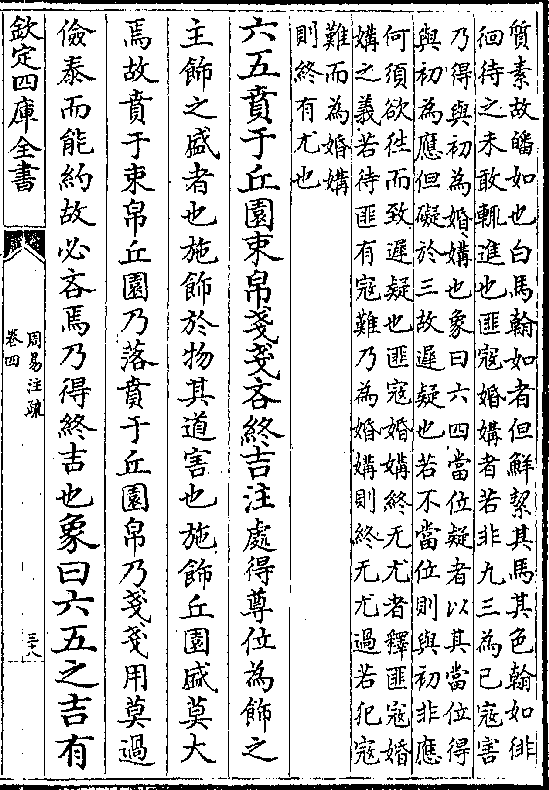 質素故皤如也白馬翰如者但鮮絜其馬其色翰如徘
徊待之未敢輒進也匪寇婚媾者若非九三為已寇害
乃得與初為婚媾也象曰六四當位疑者以其當位得
與初為應但礙於三故遲疑也若不當位則與初非應
何須欲徃而致遲疑也匪寇婚媾終无尤者釋匪寇婚
媾之義若待匪有寇難乃為婚媾則終无尤過若犯寇
難而為婚媾
則終有尤也
六五賁于丘園束帛戔戔吝終吉注處得尊位為飾之
主飾之盛者也施飾於物其道害也施飾丘園盛莫大
焉故賁于束帛丘園乃落賁于丘園帛乃戔戔用莫過
儉泰而能約故必吝焉乃得終吉也象曰六五之吉有
欽定四庫全書
周易注疏
卷四
三十八